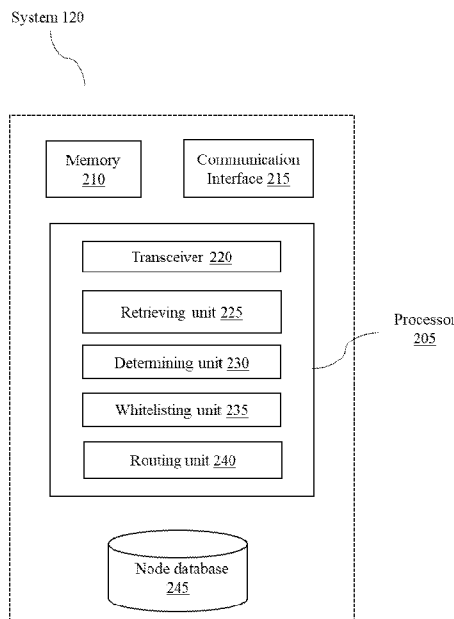 System 120
Memory
210
Communication
Interface 215
Transceiver 220
Retrieving unit 225
Determining unit 230
Whitelisting unit 235
Routing unit 240
Processor
205
Node database
245